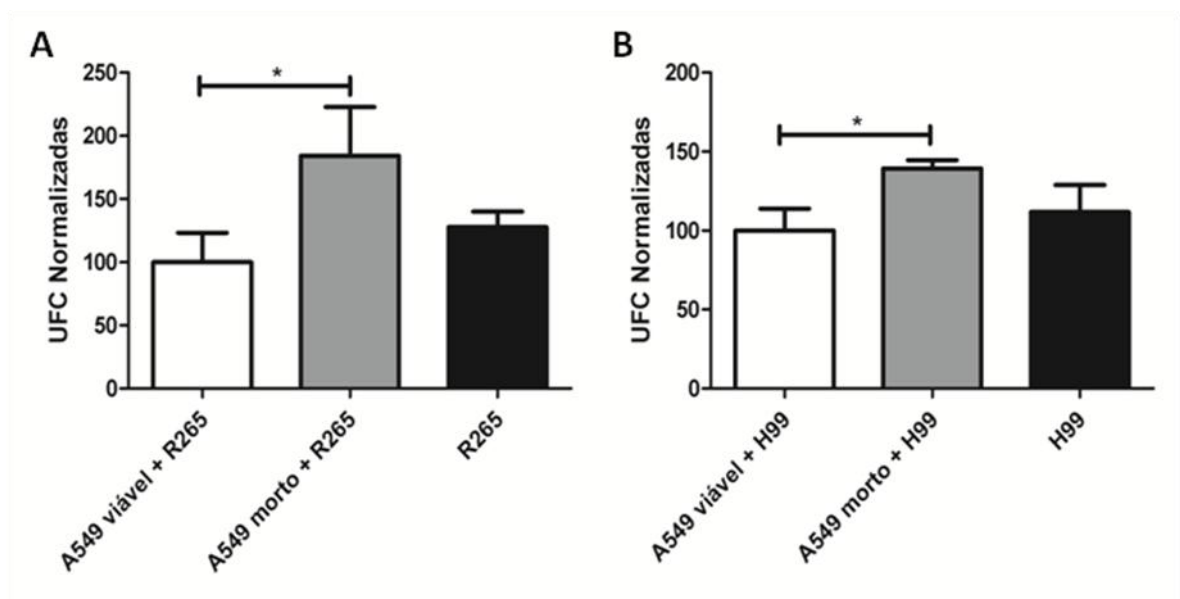 A
UFC Normalizadas
250
200
150
100
50
0
*
A549 viável + R265
A549 morto + R265
R265
B
UFC Normalizadas
200
150
100
50
0
*
A549 viável + H99
A549 morto + H99
H99